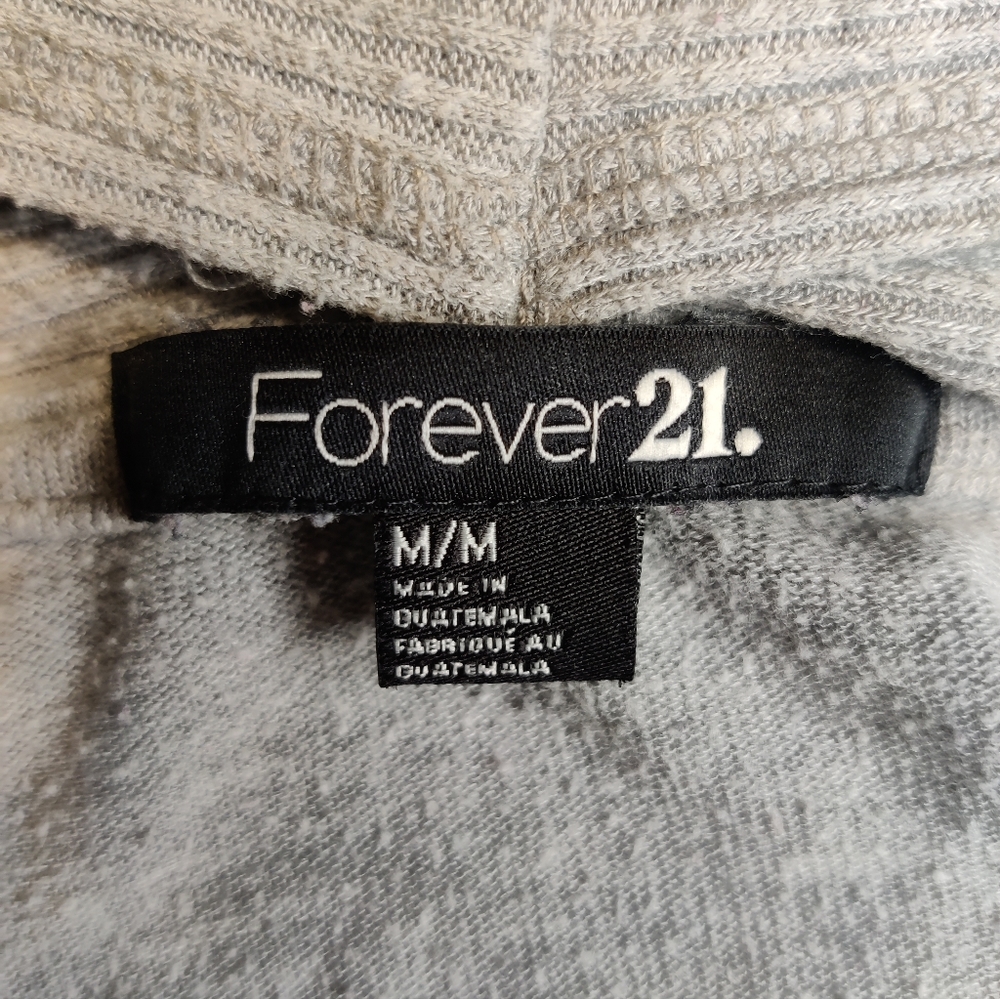 Forever21.
M/M
MADE IN
GUATEMALA
FABRIQUÉ AU
GUATEMALA